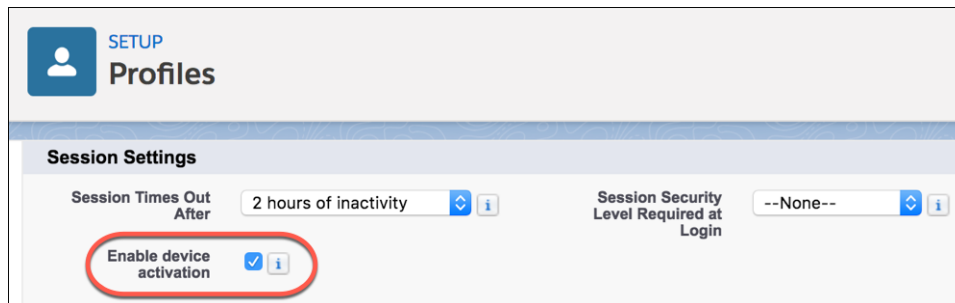 SETUP
Profiles
Session Settings
Session Times Out
After
2 hours of inactivity
i
Session Security
Level Required at
Login
--None--
i
Enable device
activation
i